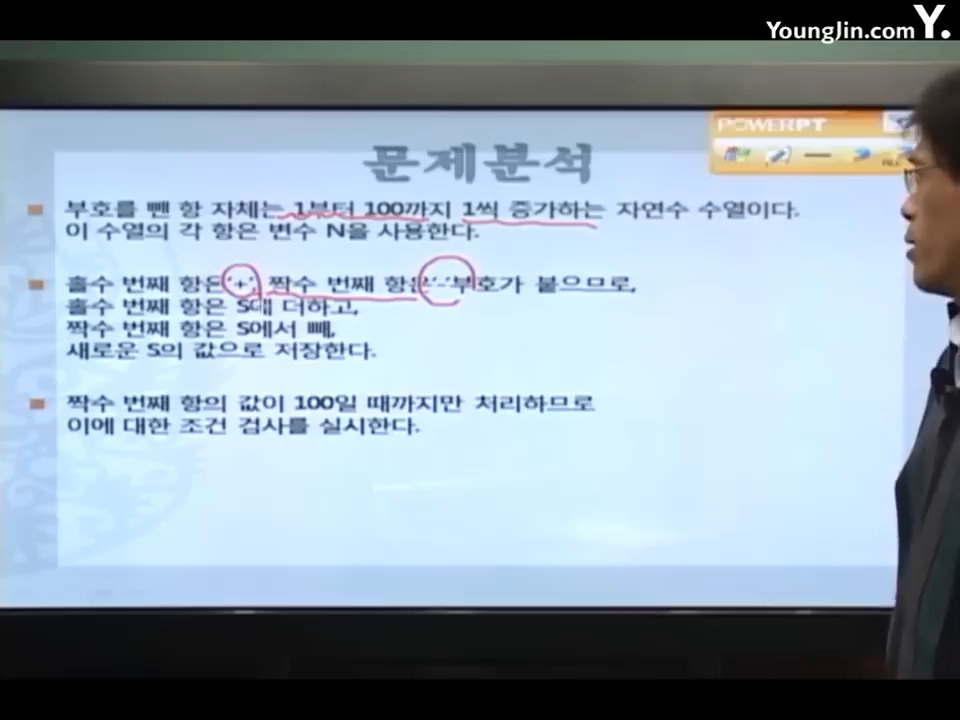 YoungJin.com Y.
POWERPT
문제분석
부호를 뺀 항 자체는 1부터 100까지 1씩 증가하는 자연수 수열이다.
이 수열의 각 항은 변수 N을 사용한다.
홀수 번째 항은 '+', 짝수 번째 항은 '-'부호가 붙으므로,
홀수 번째 항은 S에 더하고,
짝수 번째 항은 S에서 빼,
새로운 S의 값으로 저장한다.
짝수 번째 항의 값이 100일 때까지만 처리하므로
이에 대한 조건 검사를 실시한다.